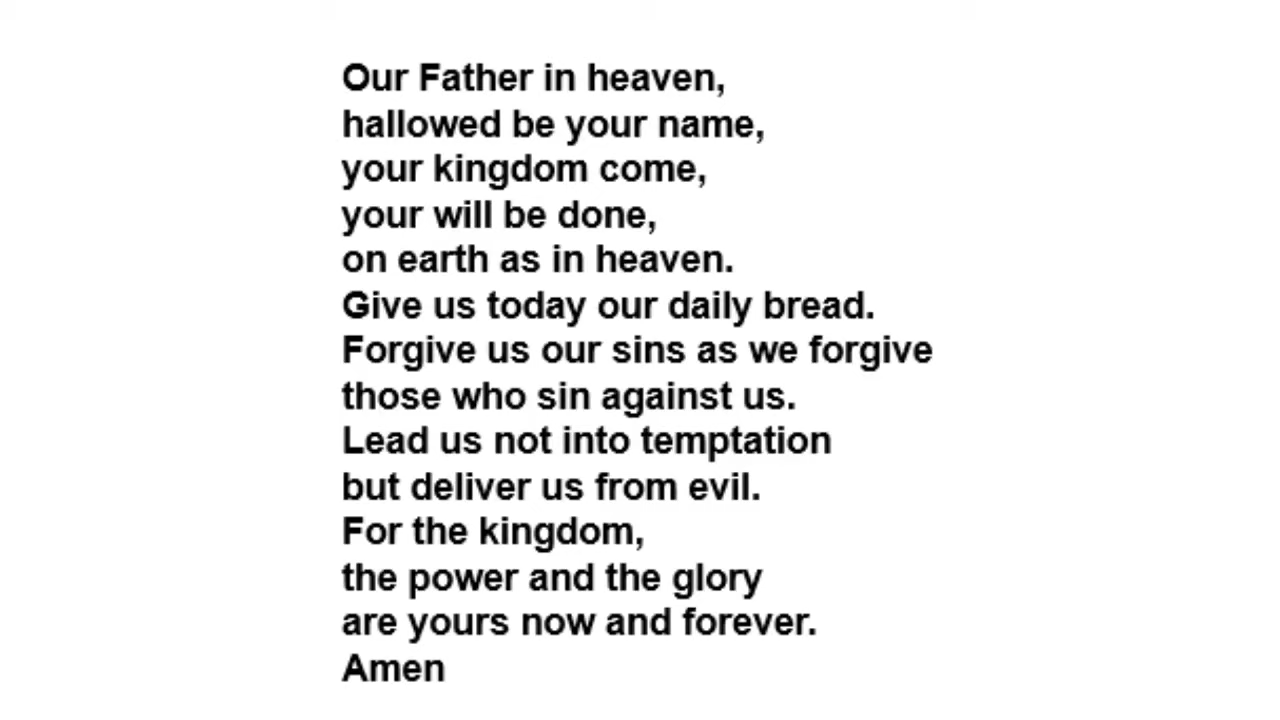 Our Father in heaven,
hallowed be your name,
your kingdom come,
your will be done,
on earth as in heaven.
Give us today our daily bread.
Forgive us our sins as we forgive
those who sin against us.
Lead us not into temptation
but deliver us from evil.
For the kingdom,
the power and the glory
are yours now and forever.
Amen